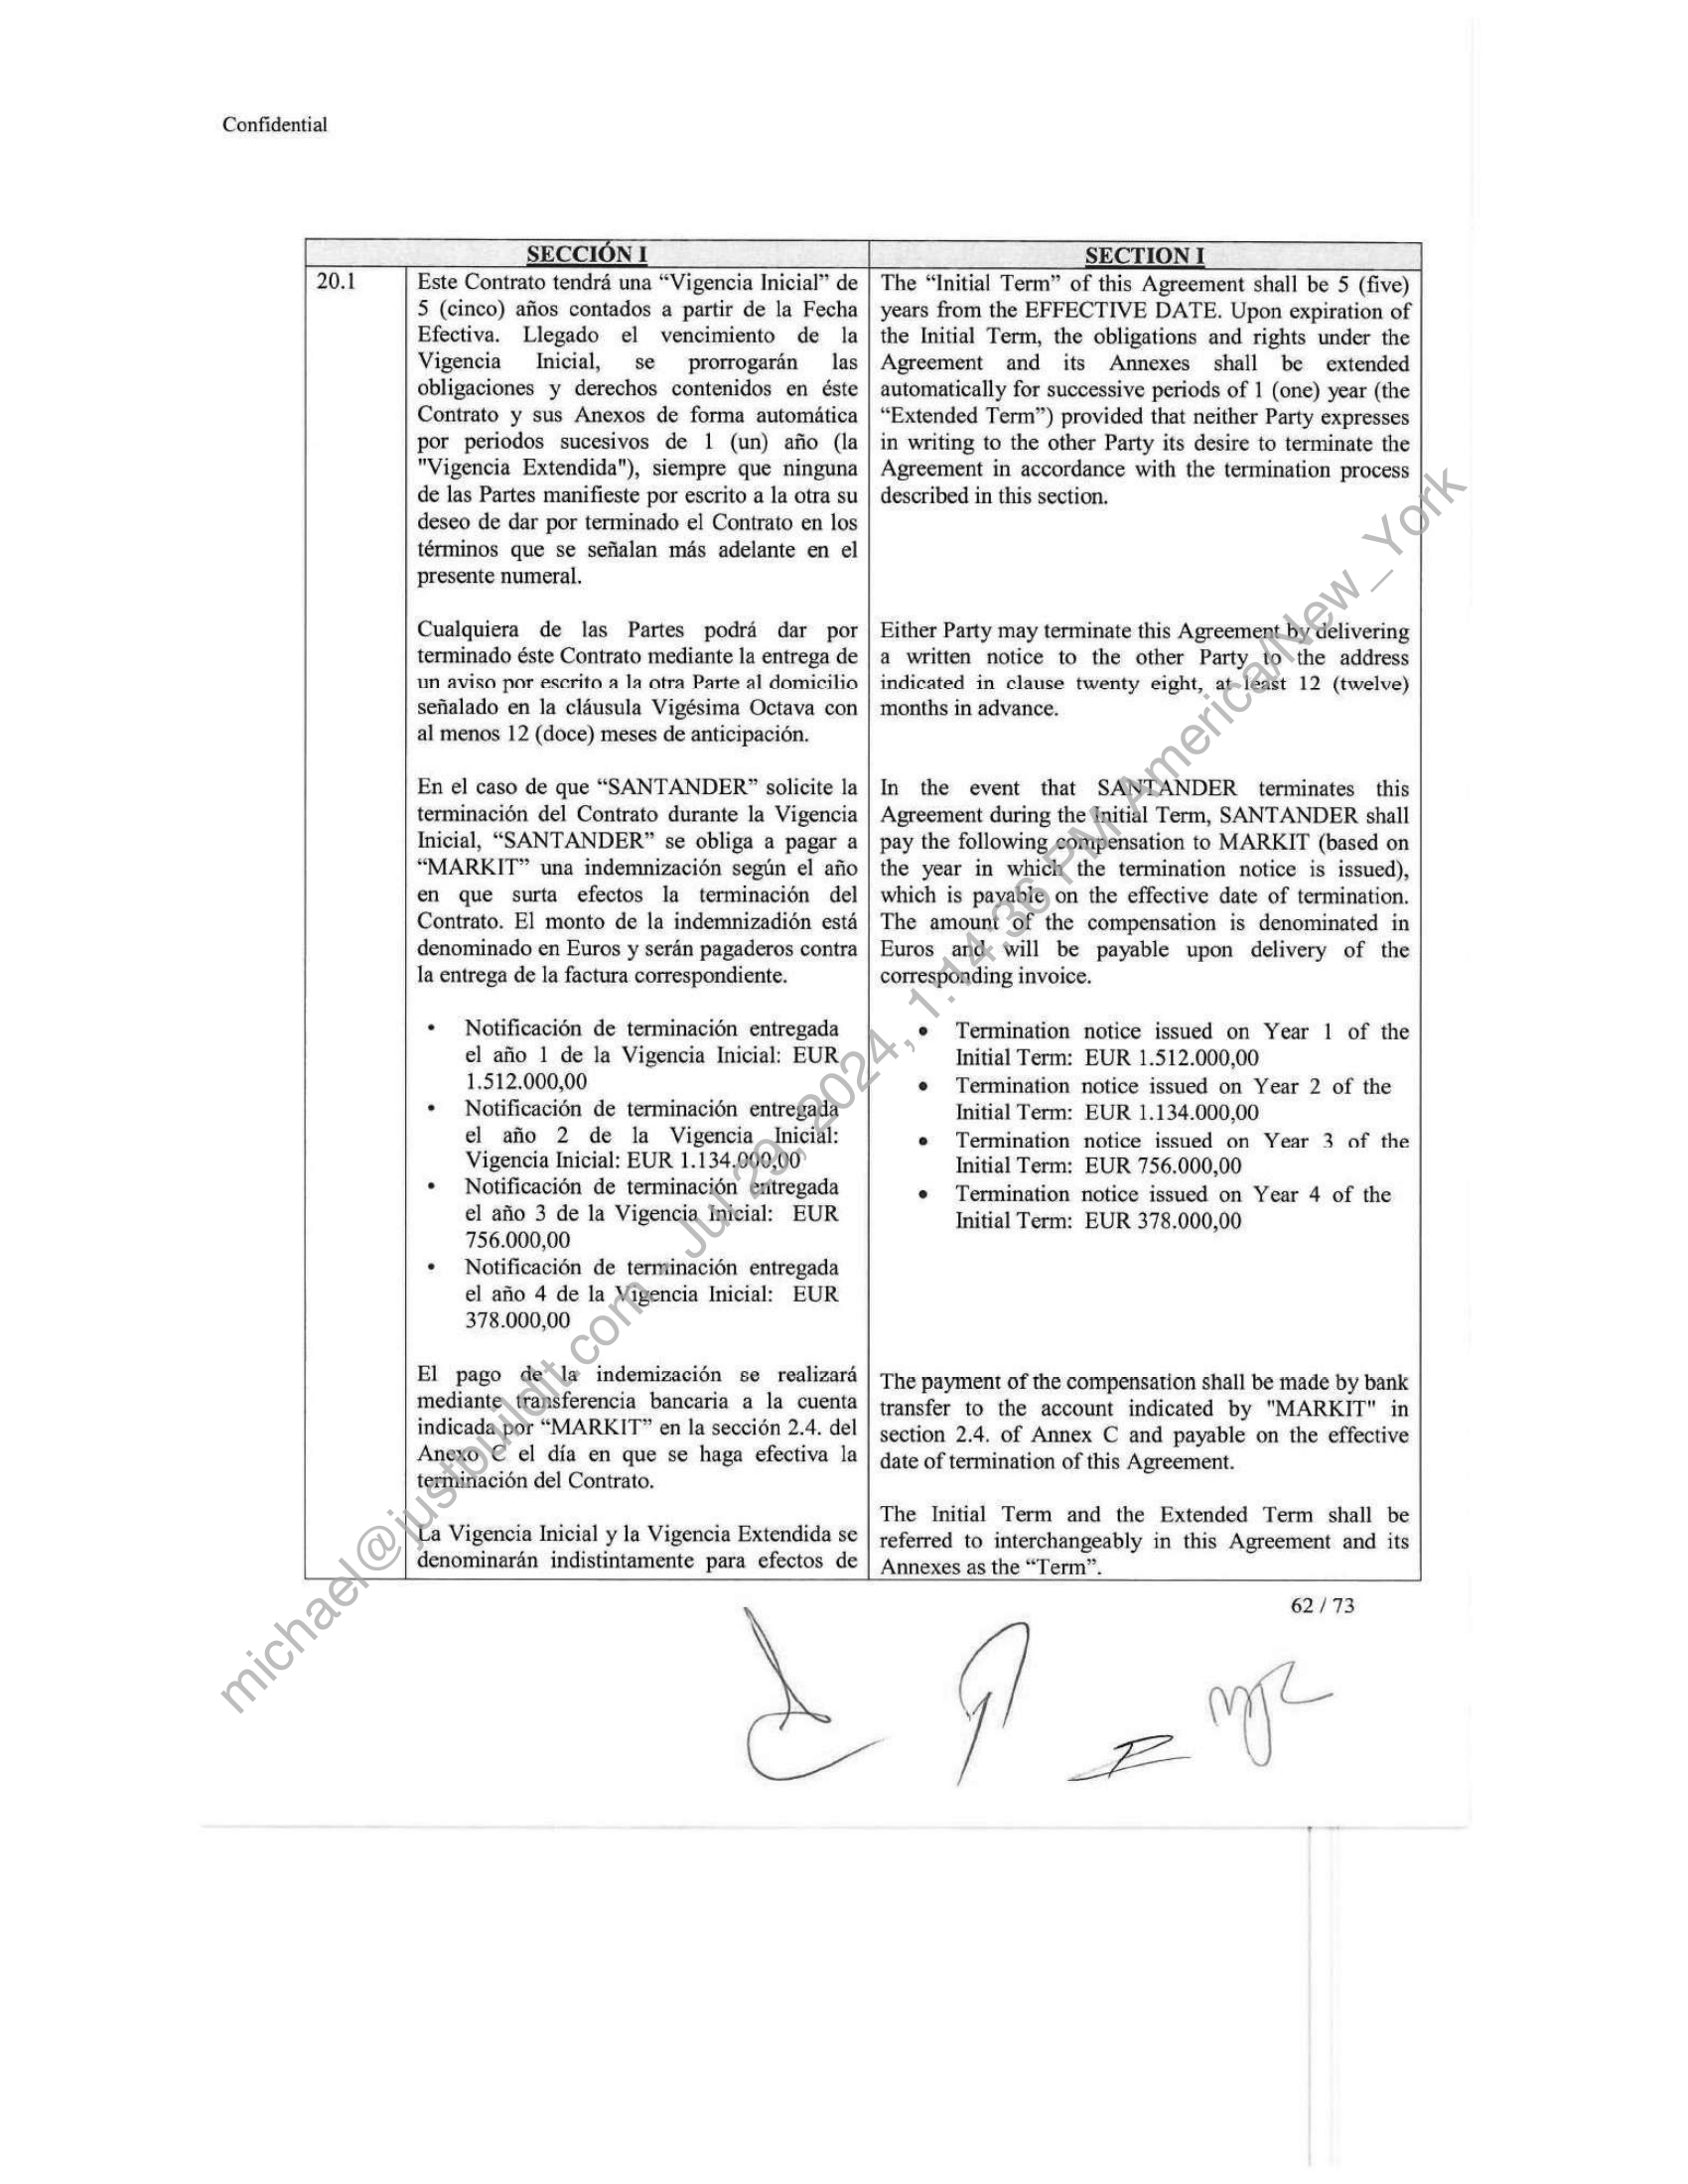 Confidential
SECCIÓN I
SECTION I
20.1
Este Contrato tendrá una “Vigencia Inicial” de
5 (cinco) años contados a partir de la Fecha
Efectiva. Llegado el vencimiento de la
Vigencia Inicial, se prorrogarán las
obligaciones y derechos contenidos en éste
Contrato y sus Anexos de forma automática
por periodos sucesivos de 1 (un) año (la
"Vigencia Extendida"), siempre que ninguna
de las Partes manifieste por escrito a la otra su
deseo de dar por terminado el Contrato en los
términos que se señalan más adelante en el
presente numeral.
Cualquiera de las Partes podrá dar por
terminado éste Contrato mediante la entrega de
un aviso por escrito a la otra Parte al domicilio
señalado en la cláusula Vigésima Octava con
al menos 12 (doce) meses de anticipación.
En el caso de que “SANTANDER” solicite la
terminación del Contrato durante la Vigencia
Inicial, “SANTANDER” se obliga a pagar a
“MARKIT” una indemnización según el año
en que surta efectos la terminación del
Contrato. El monto de la indemnizadión está
denominado en Euros y serán pagaderos contra
la entrega de la factura correspondiente.
• Notificación de terminación entregada
el año 1 de la Vigencia Inicial: EUR
1.512.000,00
• Notificación de terminación entregada
el año 2 de la Vigencia Inicial:
Vigencia Inicial: EUR 1.134.000,00
• Notificación de terminación entregada
el año 3 de la Vigencia Inicial: EUR
756.000,00
• Notificación de terminación entregada
el año 4 de la Vigencia Inicial: EUR
378.000,00
El pago de la indemización se realizará
mediante transferencia bancaria a la cuenta
indicada por “MARKIT” en la sección 2.4. del
Anexo C el día en que se haga efectiva la
terminación del Contrato.
La Vigencia Inicial y la Vigencia Extendida se
denominarán indistintamente para efectos de
The “Initial Term” of this Agreement shall be 5 (five)
years from the EFFECTIVE DATE. Upon expiration of
the Initial Term, the obligations and rights under the
Agreement and its Annexes shall be extended
automatically for successive periods of 1 (one) year (the
“Extended Term”) provided that neither Party expresses
in writing to the other Party its desire to terminate the
Agreement in accordance with the termination process
described in this section.
Either Party may terminate this Agreement by delivering
a written notice to the other Party to the address
indicated in clause twenty eight, at least 12 (twelve)
months in advance.
In the event that SANTANDER terminates this
Agreement during the Initial Term, SANTANDER shall
pay the following compensation to MARKIT (based on
the year in which the termination notice is issued),
which is payable on the effective date of termination.
The amount of the compensation is denominated in
Euros and will be payable upon delivery of the
corresponding invoice.
• Termination notice issued on Year 1 of the
Initial Term: EUR 1.512.000,00
• Termination notice issued on Year 2 of the
Initial Term: EUR 1.134.000,00
• Termination notice issued on Year 3 of the
Initial Term: EUR 756.000,00
• Termination notice issued on Year 4 of the
Initial Term: EUR 378.000,00
The payment of the compensation shall be made by bank
transfer to the account indicated by "MARKIT" in
section 2.4. of Annex C and payable on the effective
date of termination of this Agreement.
The Initial Term and the Extended Term shall be
referred to interchangeably in this Agreement and its
Annexes as the “Term”.
62 / 73
michael@justbuildit.com - Jul 29, 2024, 1:14:36 PM America/New_York